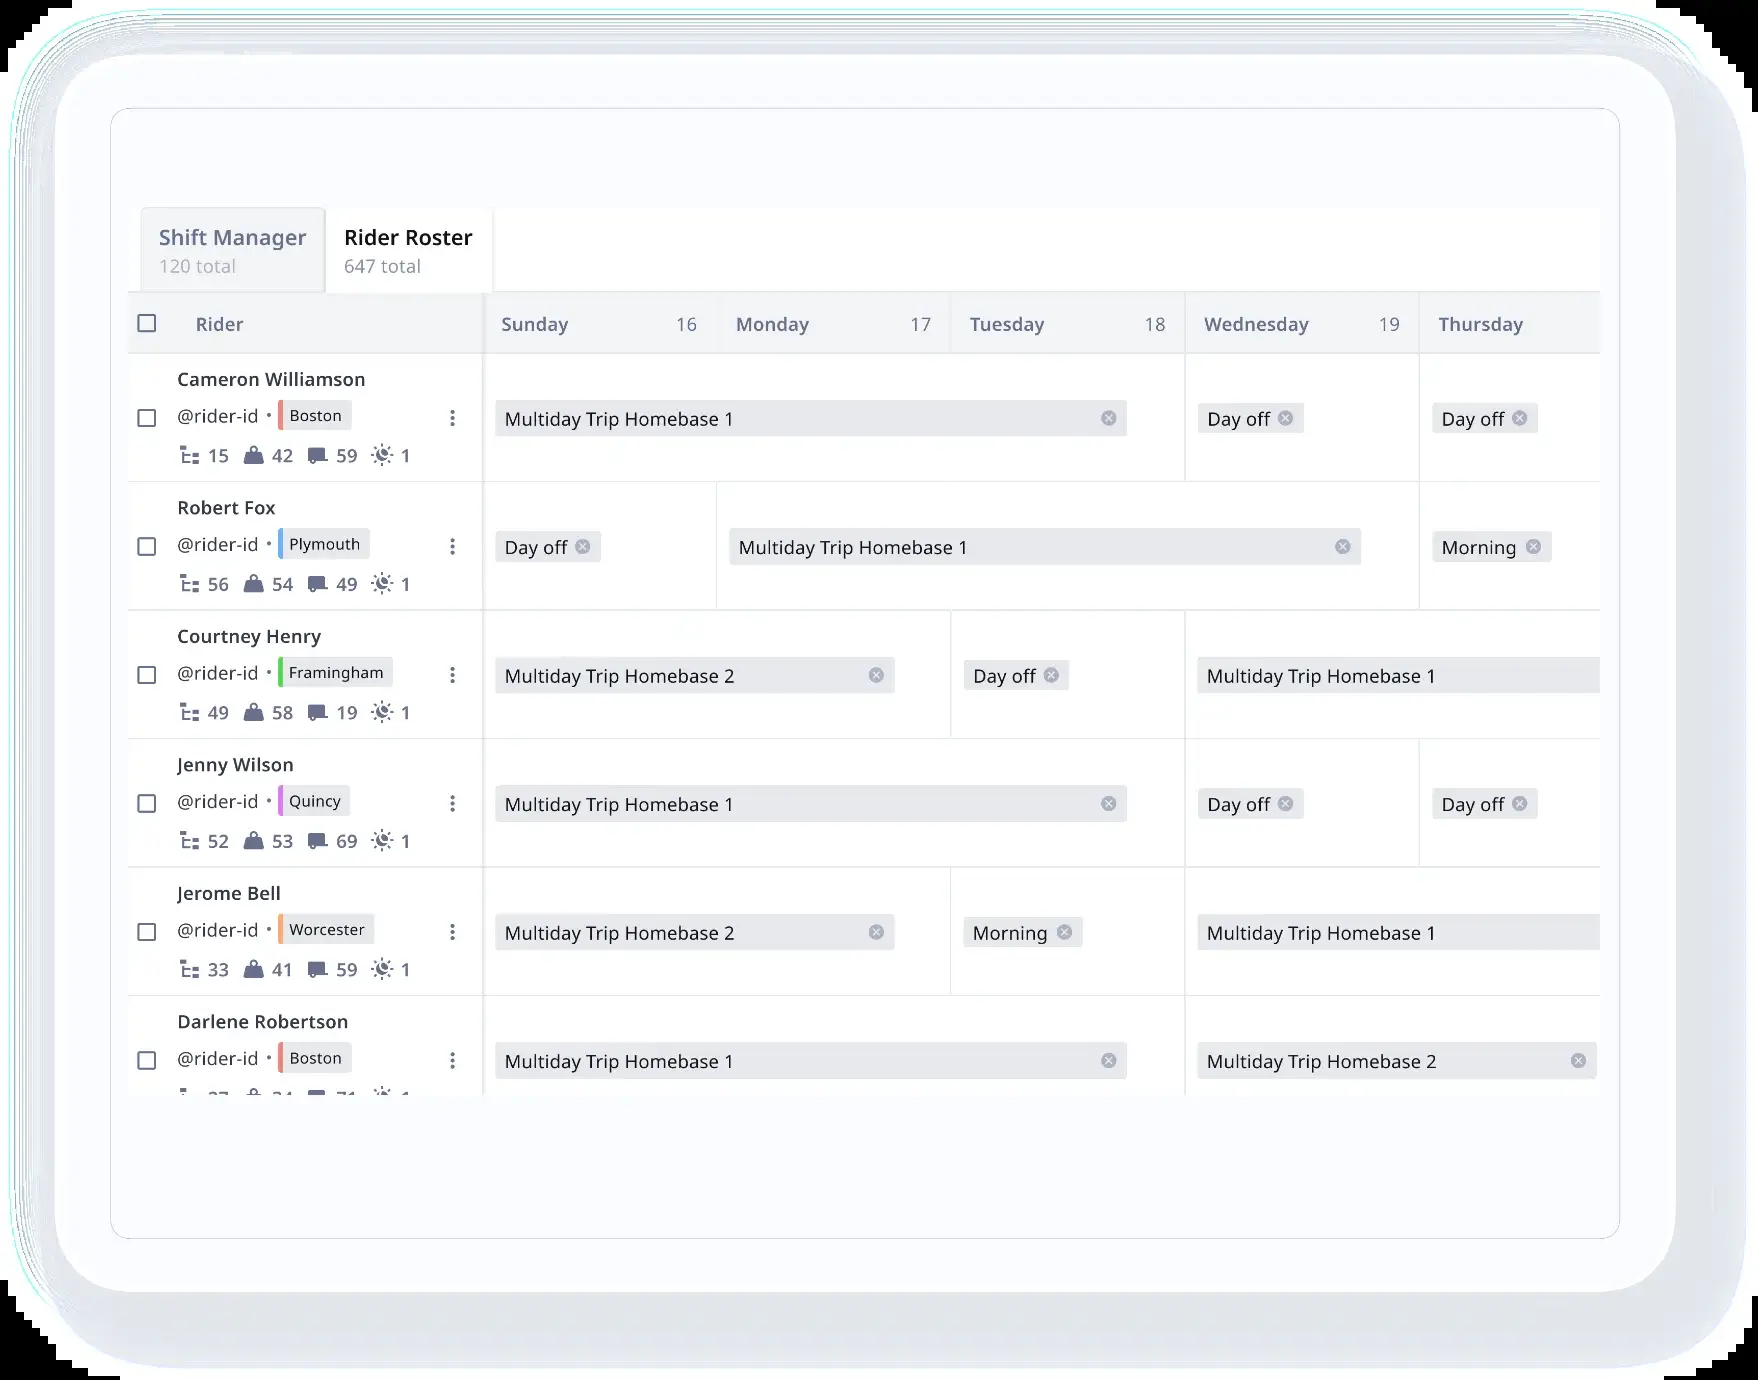 Shift Manager
120 total
Rider Roster
647 total
Rider Sunday 16 Monday 17 Tuesday 18 Wednesday 19 Thursday
Cameron Williamson
@rider-id • Boston
15 42 59 1
Multiday Trip Homebase 1 Day off Day off
Robert Fox
@rider-id • Plymouth
56 54 49 1
Day off Multiday Trip Homebase 1 Morning
Courtney Henry
@rider-id • Framingham
49 58 19 1
Multiday Trip Homebase 2 Day off Multiday Trip Homebase 1
Jenny Wilson
@rider-id • Quincy
52 53 69 1
Multiday Trip Homebase 1 Day off Day off
Jerome Bell
@rider-id • Worcester
33 41 59 1
Multiday Trip Homebase 2 Morning Multiday Trip Homebase 1
Darlene Robertson
@rider-id • Boston
Multiday Trip Homebase 1 Multiday Trip Homebase 2